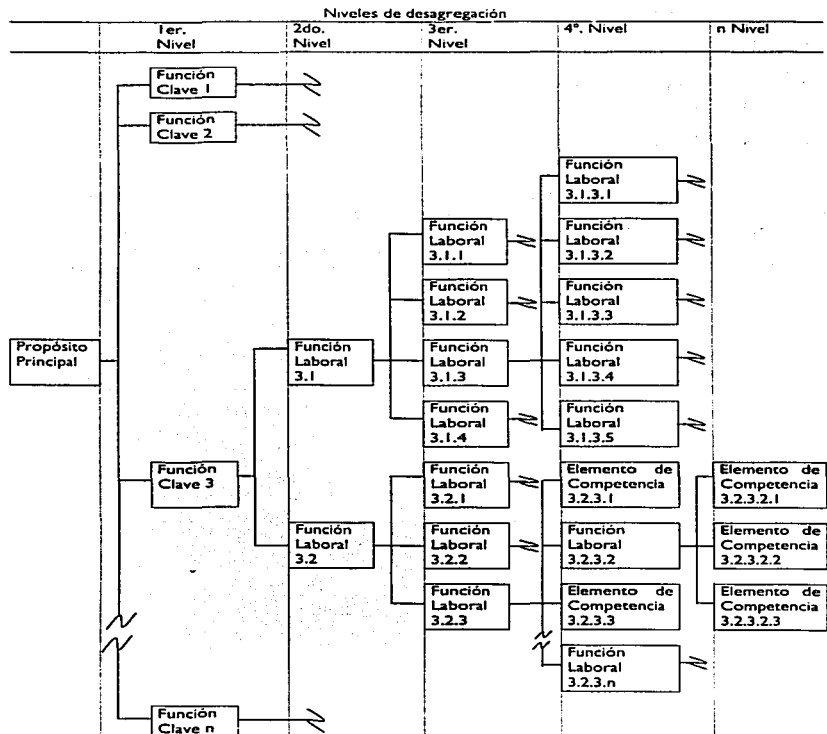 Niveles de desagregación
1er.
Nivel
2do.
Nivel
3er.
Nivel
4°. Nivel
n Nivel
Propósito
Principal
Función
Clave 1
Función
Clave 2
Función
Clave 3
Función
Clave n
Función
Laboral
3.1
Función
Laboral
3.2
Función
Laboral
3.1.1
Función
Laboral
3.1.2
Función
Laboral
3.1.3
Función
Laboral
3.1.4
Función
Laboral
3.2.1
Función
Laboral
3.2.2
Función
Laboral
3.2.3
Función
Laboral
3.1.3.1
Función
Laboral
3.1.3.2
Función
Laboral
3.1.3.3
Función
Laboral
3.1.3.4
Función
Laboral
3.1.3.5
Elemento de
Competencia
3.2.3.1
Función
Laboral
3.2.3.2
Elemento de
Competencia
3.2.3.3
Función
Laboral
3.2.3.n
Elemento de
Competencia
3.2.3.2.1
Elemento de
Competencia
3.2.3.2.2
Elemento de
Competencia
3.2.3.2.3